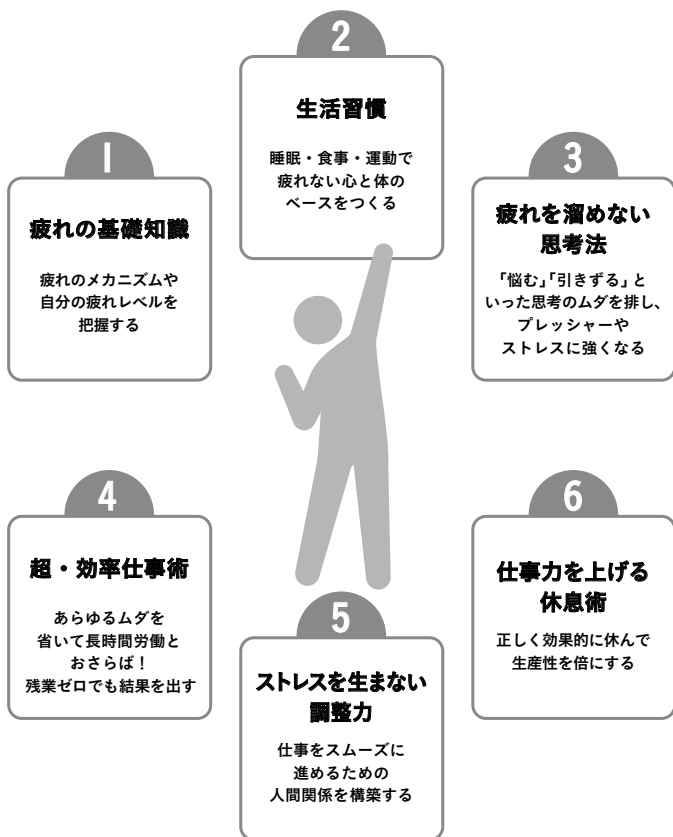 1
疲れの基礎知識
疲れのメカニズムや
自分の疲れレベルを
把握する
2
生活習慣
睡眠・食事・運動で
疲れない心と体の
ベースをつくる
3
疲れを溜めない
思考法
「悩む」「引きずる」と
いった思考のムダを排し、
プレッシャーや
ストレスに強くなる
4
超・効率仕事術
あらゆるムダを
省いて長時間労働と
おさらば！
残業ゼロでも結果を出す
5
ストレスを生まない
調整力
仕事をスムーズに
進めるための
人間関係を構築する
6
仕事力を上げる
休息術
正しく効果的に休んで
生産性を倍にする